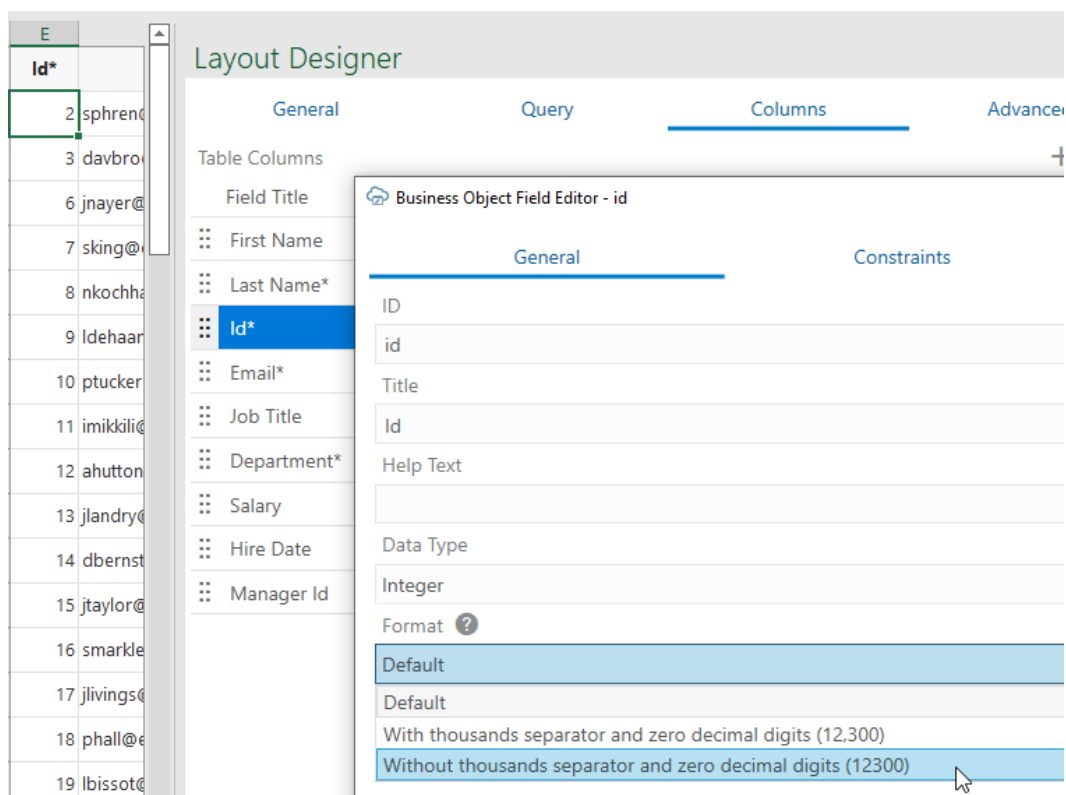 E
Id*
2 sphren@
3 davbro
6 jnayer@
7 sking@
8 nkochha
9 ldehaan
10 ptucker
11 imikkili@
12 ahutton
13 jlandry@
14 dbernst
15 jtaylor@
16 smarkle
17 jlivings@
18 phall@e
19 lbissot@
Layout Designer
General Query Columns Advanced
Table Columns +
Field Title
First Name
Last Name*
Id*
Email*
Job Title
Department*
Salary
Hire Date
Manager Id
Business Object Field Editor - id
General Constraints
ID
id
Title
Id
Help Text
Data Type
Integer
Format ?
Default
Default
With thousands separator and zero decimal digits (12,300)
Without thousands separator and zero decimal digits (12300)